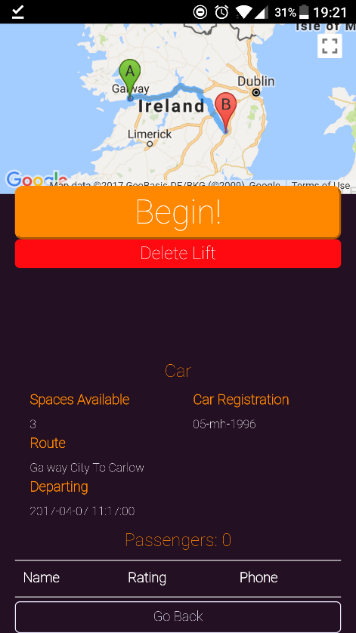 31% 19:21
Isle of M
A
Galway
Dublin
Ireland
B
Limerick
Google
Map data ©2017 GeoBasis-DE/BKG (©2009), Google Terms of Use
Begin!
Delete Lift
Car
Spaces Available Car Registration
3 05-mh-1996
Route
Galway City To Carlow
Departing
2017-04-07 11:17:00
Passengers: 0
Name Rating Phone
Go Back